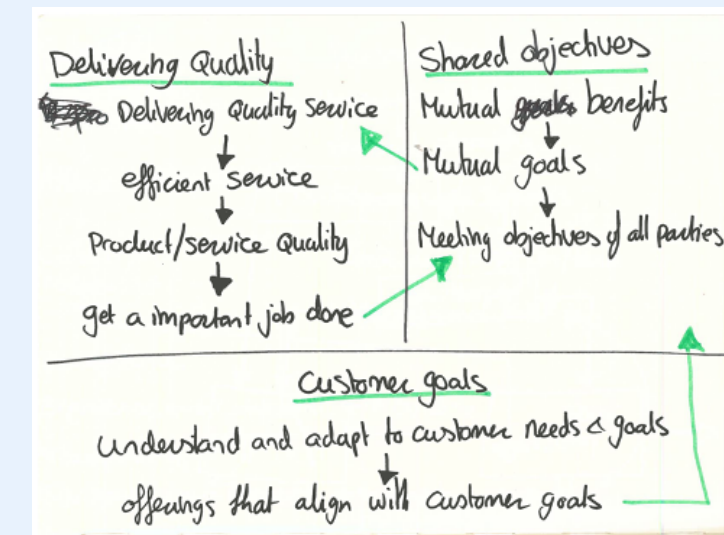 Delivering Quality
Delivering Quality Service
efficient service
Product/service Quality
get a important job done
Shared objectives
Mutual benefits
Mutual goals
Meeting objectives of all parties
Customer goals
understand and adapt to customer needs & goals
offerings that align with customer goals